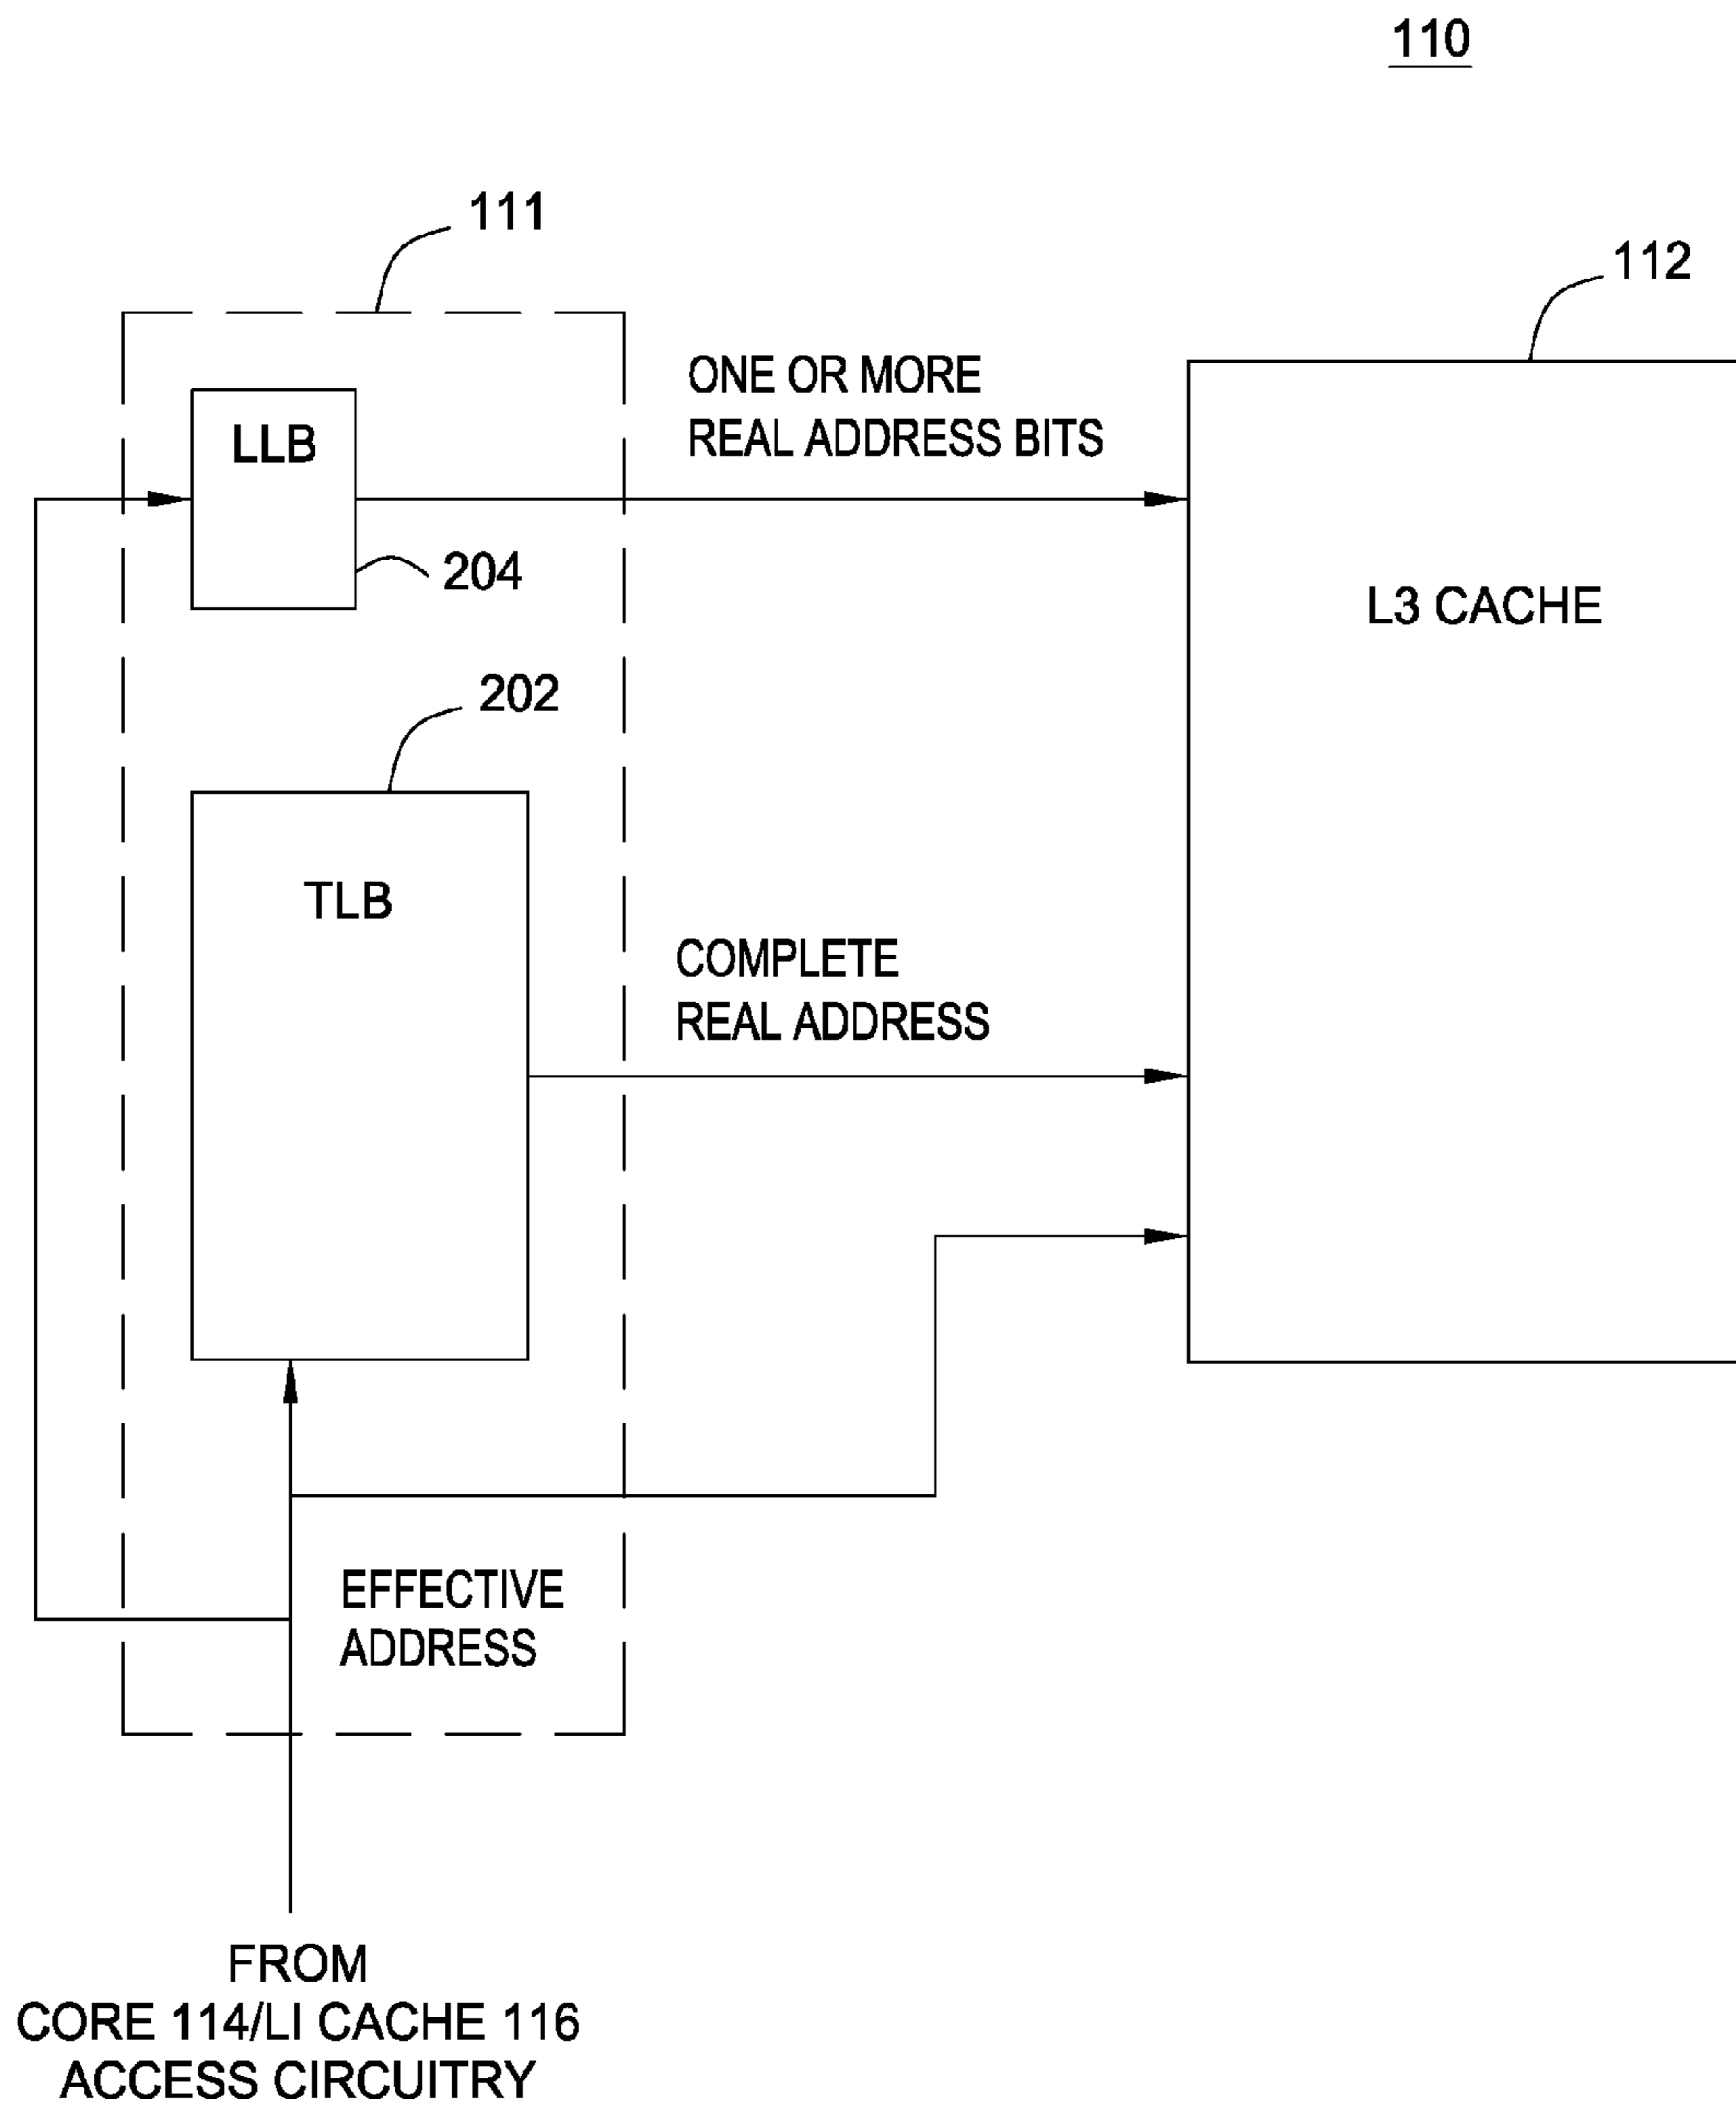 110
111
112
ONE OR MORE
REAL ADDRESS BITS
LLB
204
L3 CACHE
202
TLB
COMPLETE
REAL ADDRESS
EFFECTIVE
ADDRESS
FROM
CORE 114/LI CACHE 116
ACCESS CIRCUITRY